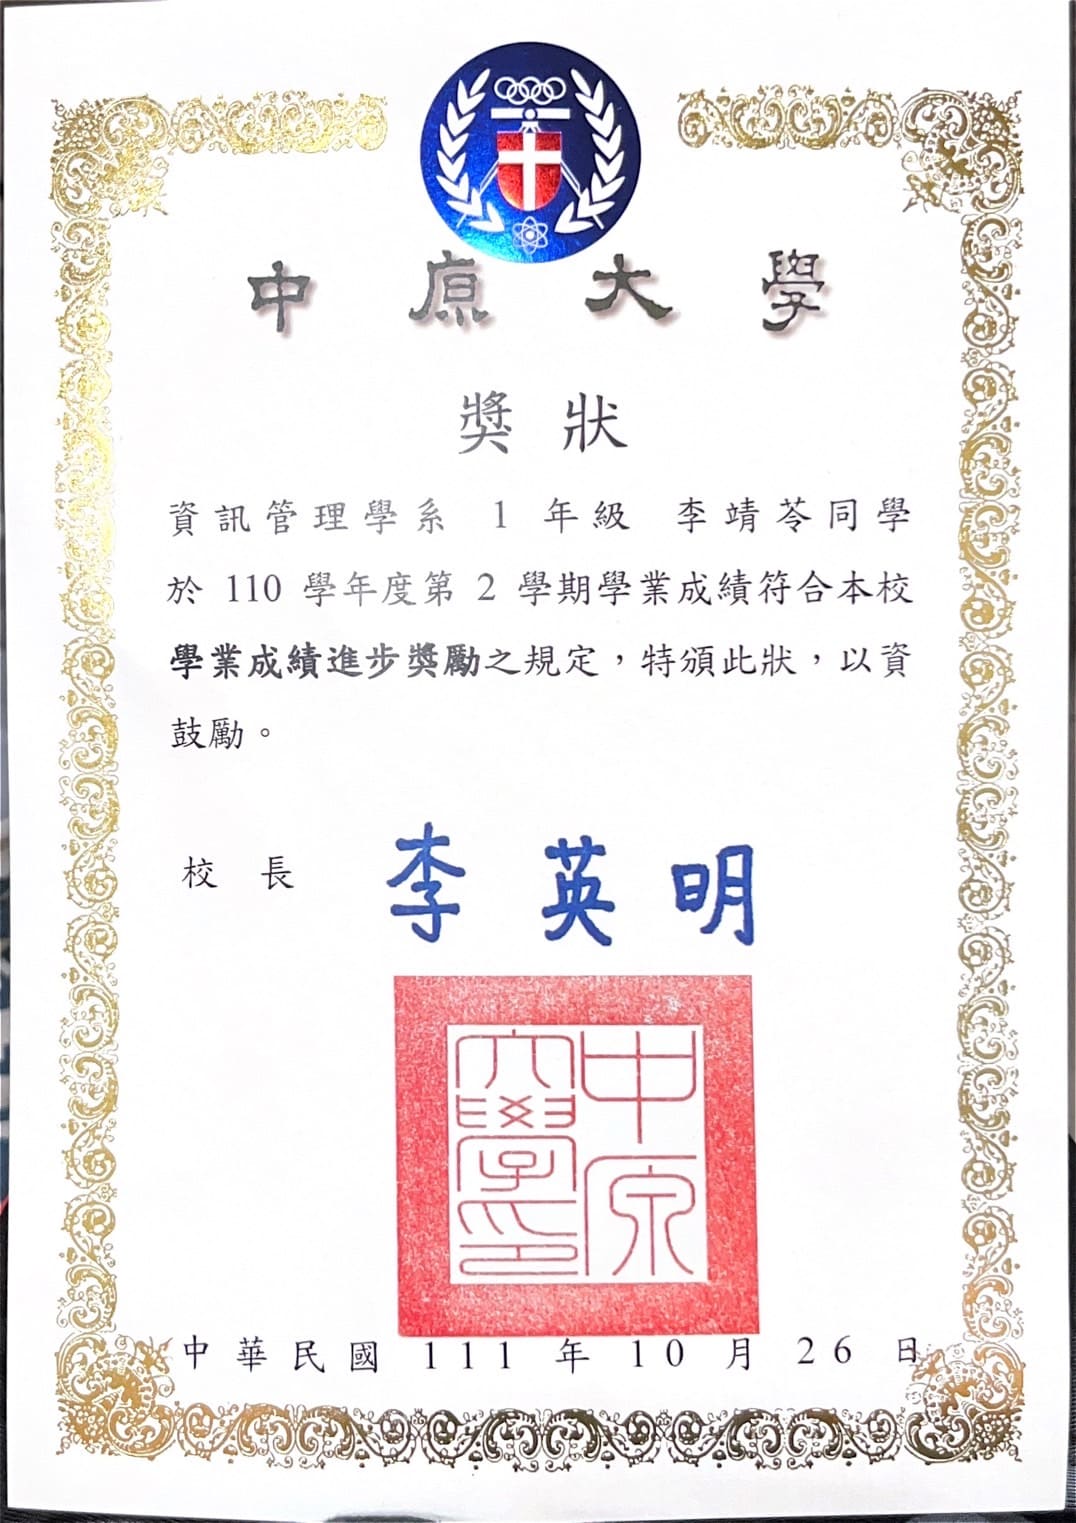 中原大學
獎狀
資訊管理學系 1 年級 李靖苓同學
於 110 學年度第 2 學期學業成績符合本校
學業成績進步獎勵之規定，特頒此狀，以資
鼓勵。
校長 李英明
中原
大學印
中華民國 111 年 10 月 26 日